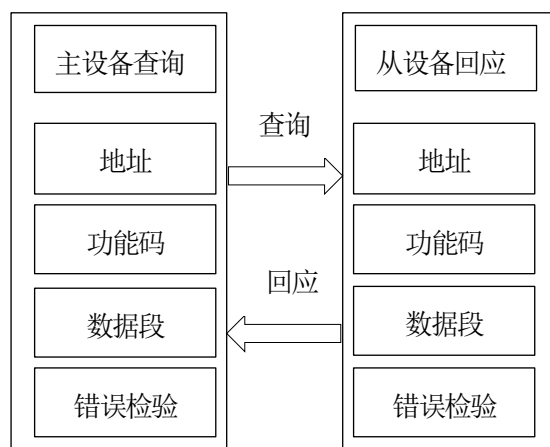 主设备查询
从设备回应
查询
地址
地址
功能码
功能码
回应
数据段
数据段
错误检验
错误检验